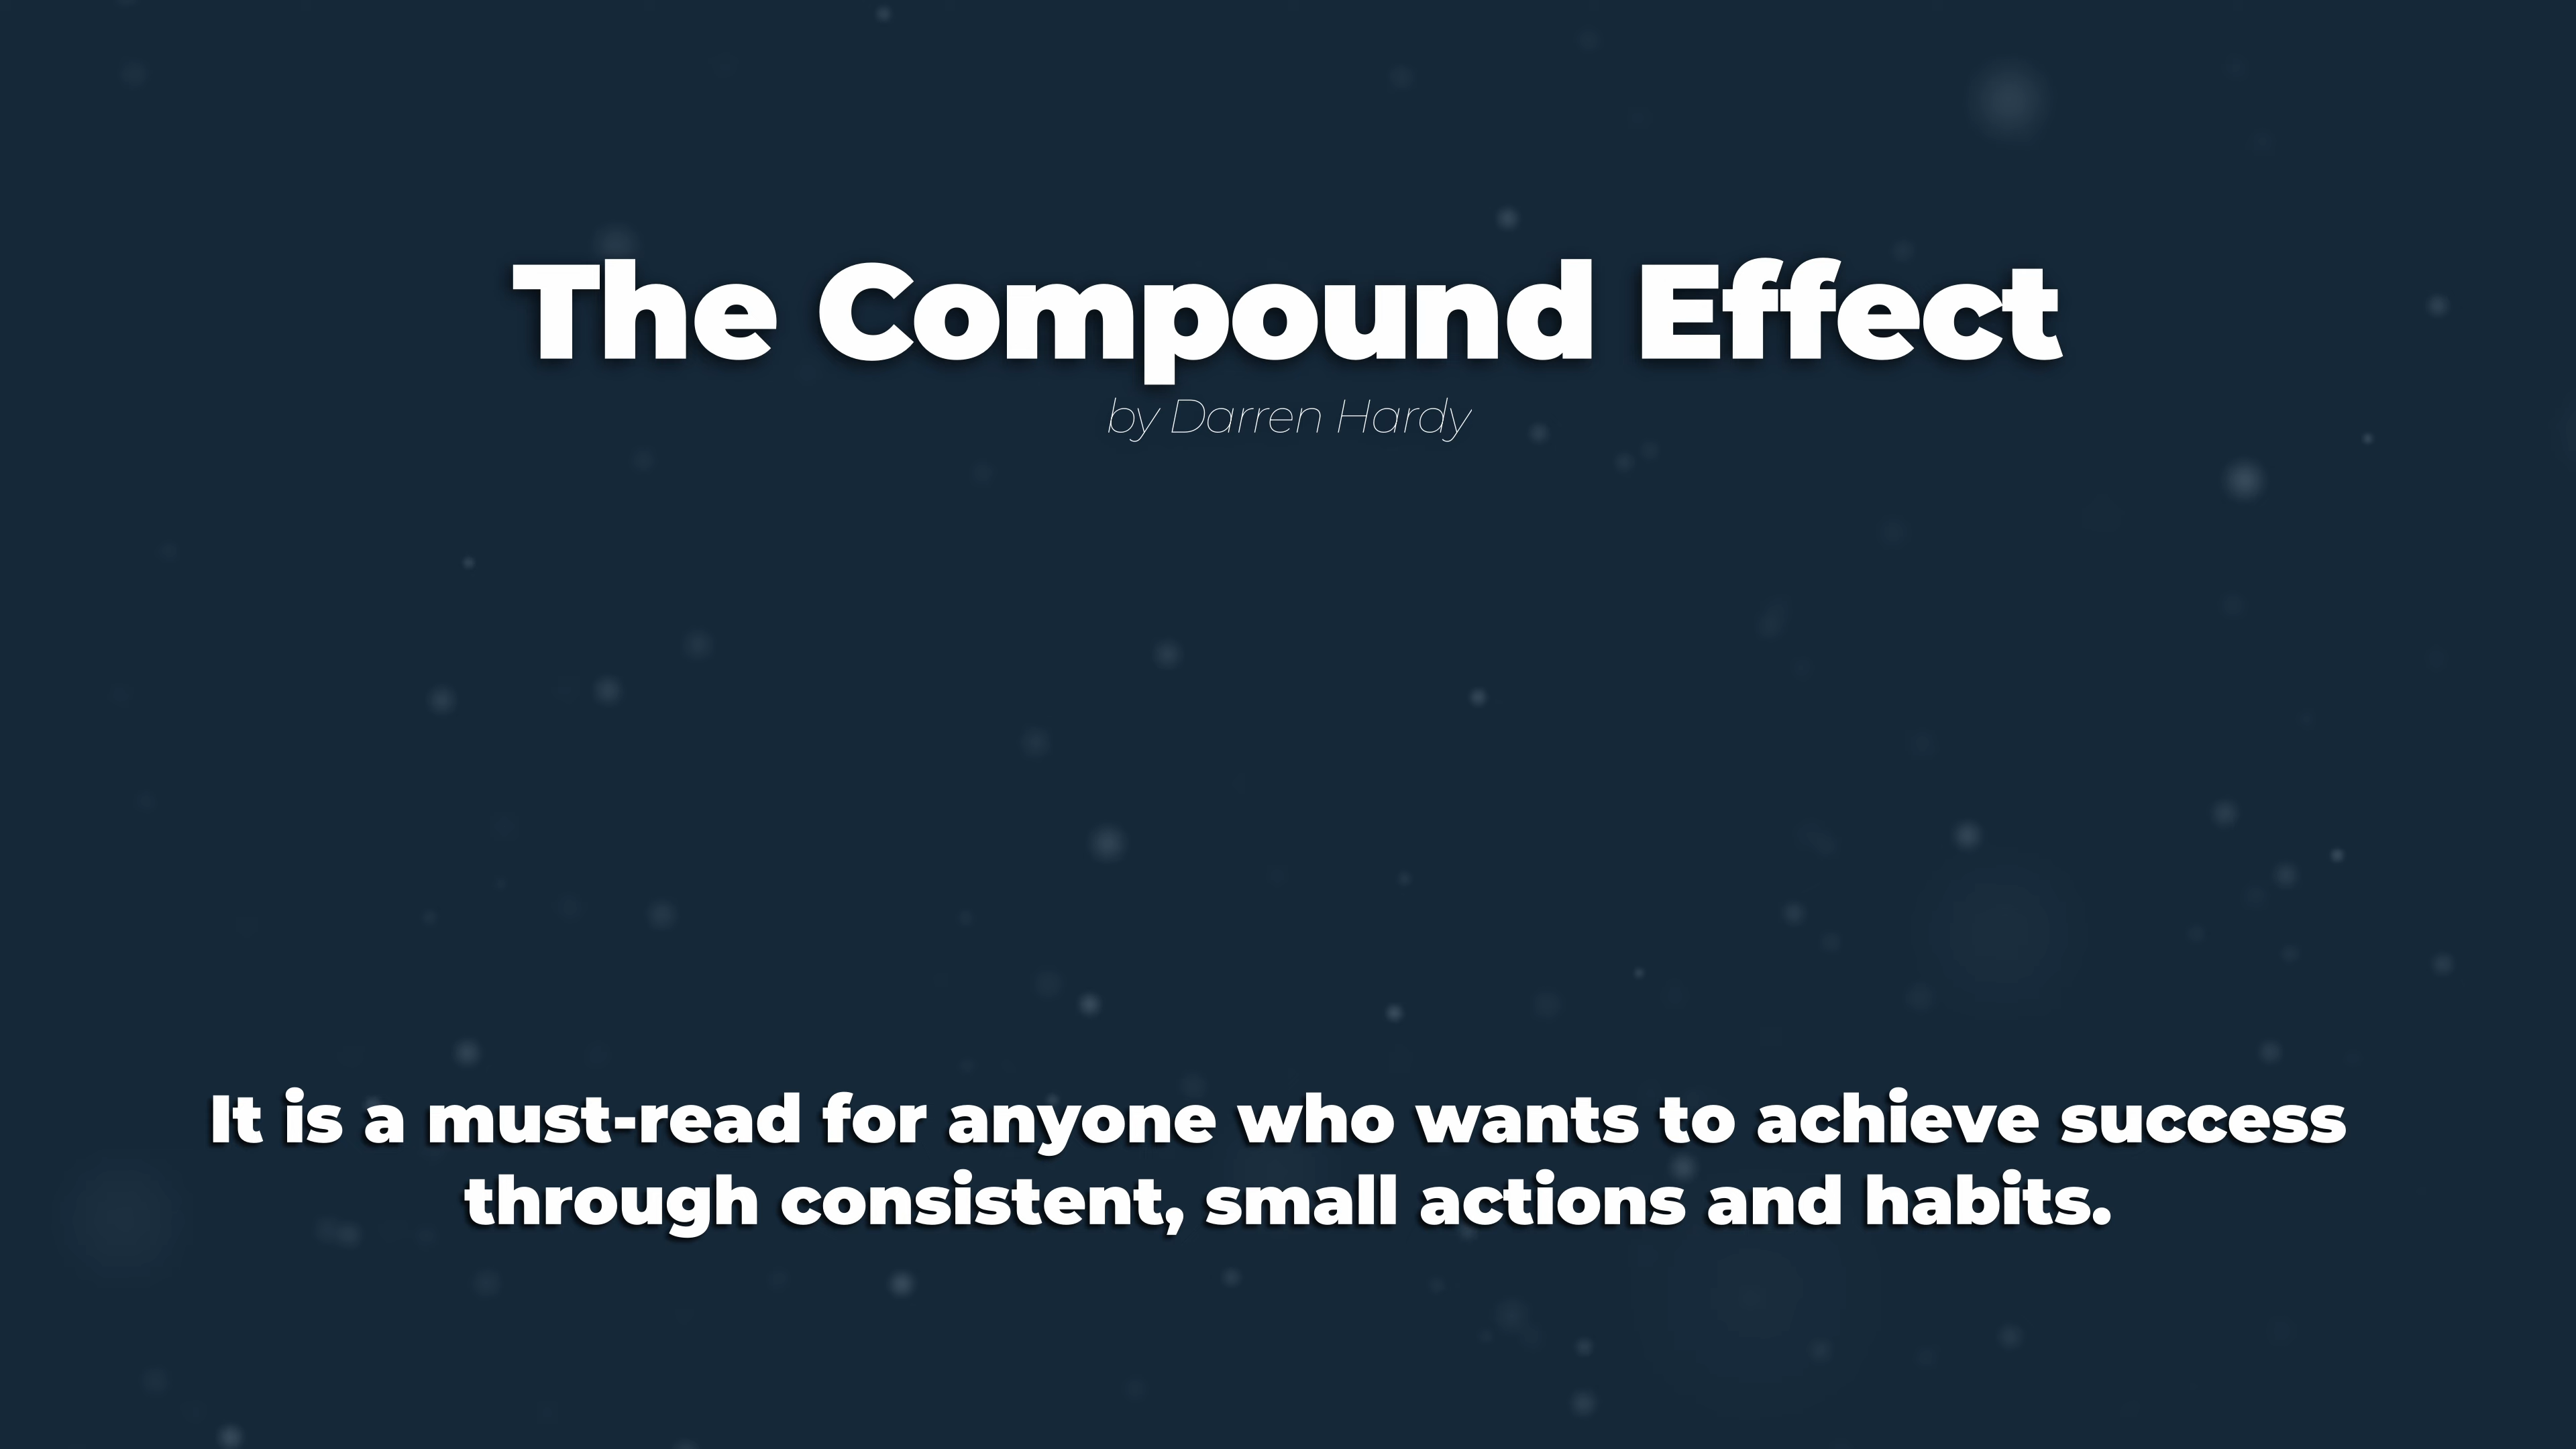 The Compound Effect
by Darren Hardy
It is a must-read for anyone who wants to achieve success
through consistent, small actions and habits.